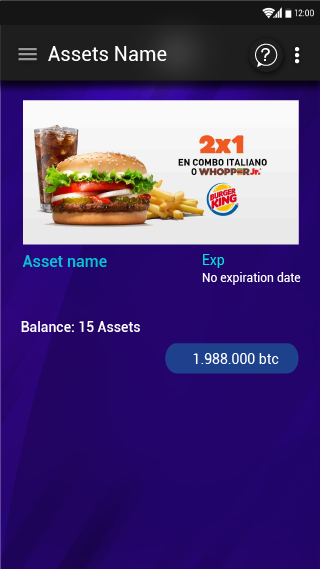 12:00
Assets Name
?
2x1
EN COMBO ITALIANO
O WHOPPER Jr.
BURGER
KING
Asset name
Exp
No expiration date
Balance: 15 Assets
1.988.000 btc